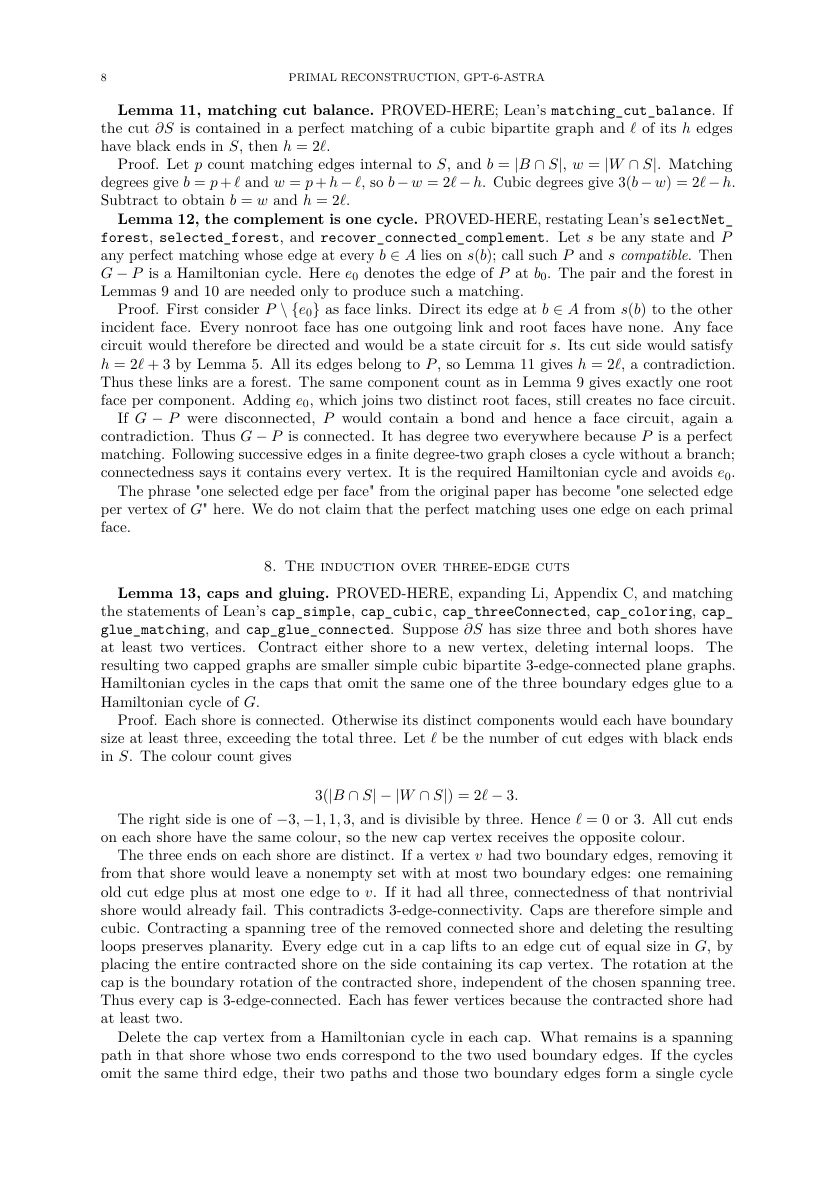 8 PRIMAL RECONSTRUCTION, GPT-6-ASTRA
Lemma 11, matching cut balance. PROVED-HERE; Lean's matching_cut_balance. If
the cut ∂S is contained in a perfect matching of a cubic bipartite graph and ℓ of its h edges
have black ends in S, then h = 2ℓ.
Proof. Let p count matching edges internal to S, and b = |B ∩ S|, w = |W ∩ S|. Matching
degrees give b = p + ℓ and w = p + h − ℓ, so b − w = 2ℓ − h. Cubic degrees give 3(b − w) = 2ℓ − h.
Subtract to obtain b = w and h = 2ℓ.
Lemma 12, the complement is one cycle. PROVED-HERE, restating Lean's selectNet_
forest, selected_forest, and recover_connected_complement. Let s be any state and P
any perfect matching whose edge at every b ∈ A lies on s(b); call such P and s compatible. Then
G − P is a Hamiltonian cycle. Here e₀ denotes the edge of P at b₀. The pair and the forest in
Lemmas 9 and 10 are needed only to produce such a matching.
Proof. First consider P \ {e₀} as face links. Direct its edge at b ∈ A from s(b) to the other
incident face. Every nonroot face has one outgoing link and root faces have none. Any face
circuit would therefore be directed and would be a state circuit for s. Its cut side would satisfy
h = 2ℓ + 3 by Lemma 5. All its edges belong to P, so Lemma 11 gives h = 2ℓ, a contradiction.
Thus these links are a forest. The same component count as in Lemma 9 gives exactly one root
face per component. Adding e₀, which joins two distinct root faces, still creates no face circuit.
If G − P were disconnected, P would contain a bond and hence a face circuit, again a
contradiction. Thus G − P is connected. It has degree two everywhere because P is a perfect
matching. Following successive edges in a finite degree-two graph closes a cycle without a branch;
connectedness says it contains every vertex. It is the required Hamiltonian cycle and avoids e₀.
The phrase "one selected edge per face" from the original paper has become "one selected edge
per vertex of G" here. We do not claim that the perfect matching uses one edge on each primal
face.
8. The induction over three-edge cuts
Lemma 13, caps and gluing. PROVED-HERE, expanding Li, Appendix C, and matching
the statements of Lean's cap_simple, cap_cubic, cap_threeConnected, cap_coloring, cap_
glue_matching, and cap_glue_connected. Suppose ∂S has size three and both shores have
at least two vertices. Contract either shore to a new vertex, deleting internal loops. The
resulting two capped graphs are smaller simple cubic bipartite 3-edge-connected plane graphs.
Hamiltonian cycles in the caps that omit the same one of the three boundary edges glue to a
Hamiltonian cycle of G.
Proof. Each shore is connected. Otherwise its distinct components would each have boundary
size at least three, exceeding the total three. Let ℓ be the number of cut edges with black ends
in S. The colour count gives
3(|B ∩ S| − |W ∩ S|) = 2ℓ − 3.
The right side is one of −3, −1, 1, 3, and is divisible by three. Hence ℓ = 0 or 3. All cut ends
on each shore have the same colour, so the new cap vertex receives the opposite colour.
The three ends on each shore are distinct. If a vertex v had two boundary edges, removing it
from that shore would leave a nonempty set with at most two boundary edges: one remaining
old cut edge plus at most one edge to v. If it had all three, connectedness of that nontrivial
shore would already fail. This contradicts 3-edge-connectivity. Caps are therefore simple and
cubic. Contracting a spanning tree of the removed connected shore and deleting the resulting
loops preserves planarity. Every edge cut in a cap lifts to an edge cut of equal size in G, by
placing the entire contracted shore on the side containing its cap vertex. The rotation at the
cap is the boundary rotation of the contracted shore, independent of the chosen spanning tree.
Thus every cap is 3-edge-connected. Each has fewer vertices because the contracted shore had
at least two.
Delete the cap vertex from a Hamiltonian cycle in each cap. What remains is a spanning
path in that shore whose two ends correspond to the two used boundary edges. If the cycles
omit the same third edge, their two paths and those two boundary edges form a single cycle